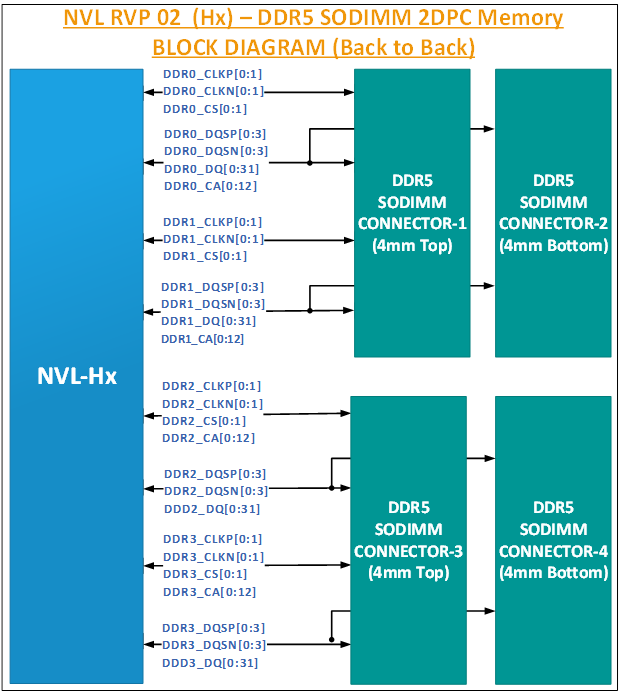 NVL RVP 02 (Hx) – DDR5 SODIMM 2DPC Memory
BLOCK DIAGRAM (Back to Back)
NVL-Hx
DDR0_CLKP[0:1]
DDR0_CLKN[0:1]
DDR0_CS[0:1]
DDR0_DQSP[0:3]
DDR0_DQSN[0:3]
DDR0_DQ[0:31]
DDR0_CA[0:12]
DDR1_CLKP[0:1]
DDR1_CLKN[0:1]
DDR1_CS[0:1]
DDR1_DQSP[0:3]
DDR1_DQSN[0:3]
DDR1_DQ[0:31]
DDR1_CA[0:12]
DDR5
SODIMM
CONNECTOR-1
(4mm Top)
DDR5
SODIMM
CONNECTOR-2
(4mm Bottom)
DDR2_CLKP[0:1]
DDR2_CLKN[0:1]
DDR2_CS[0:1]
DDR2_CA[0:12]
DDR2_DQSP[0:3]
DDR2_DQSN[0:3]
DDD2_DQ[0:31]
DDR3_CLKP[0:1]
DDR3_CLKN[0:1]
DDR3_CS[0:1]
DDR3_CA[0:12]
DDR3_DQSP[0:3]
DDR3_DQSN[0:3]
DDD3_DQ[0:31]
DDR5
SODIMM
CONNECTOR-3
(4mm Top)
DDR5
SODIMM
CONNECTOR-4
(4mm Bottom)